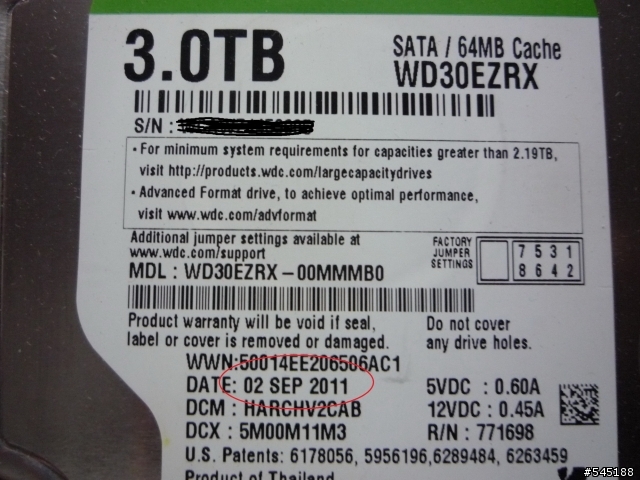 3.0TB
SATA / 64MB Cache
WD30EZRX
S/N :
• For minimum system requirements for capacities greater than 2.19TB,
visit http://products.wdc.com/largecapacitydrives
• Advanced Format drive, to achieve optimal performance,
visit www.wdc.com/advformat
Additional jumper settings available at
www.wdc.com/support
FACTORY
JUMPER
SETTINGS
7 5 3 1
8 6 4 2
MDL : WD30EZRX – 00MMMB0
Product warranty will be void if seal,
label or cover is removed or damaged.
Do not cover
any drive holes.
WWN:50014EE206506AC1
DATE: 02 SEP 2011
DCM : HARCHV2CAB
DCX : 5M00M11M3
5VDC : 0.60A
12VDC : 0.45A
R/N : 771698
U.S. Patents: 6178056, 5956196,6289484, 6263459
Product of Thailand
#545188